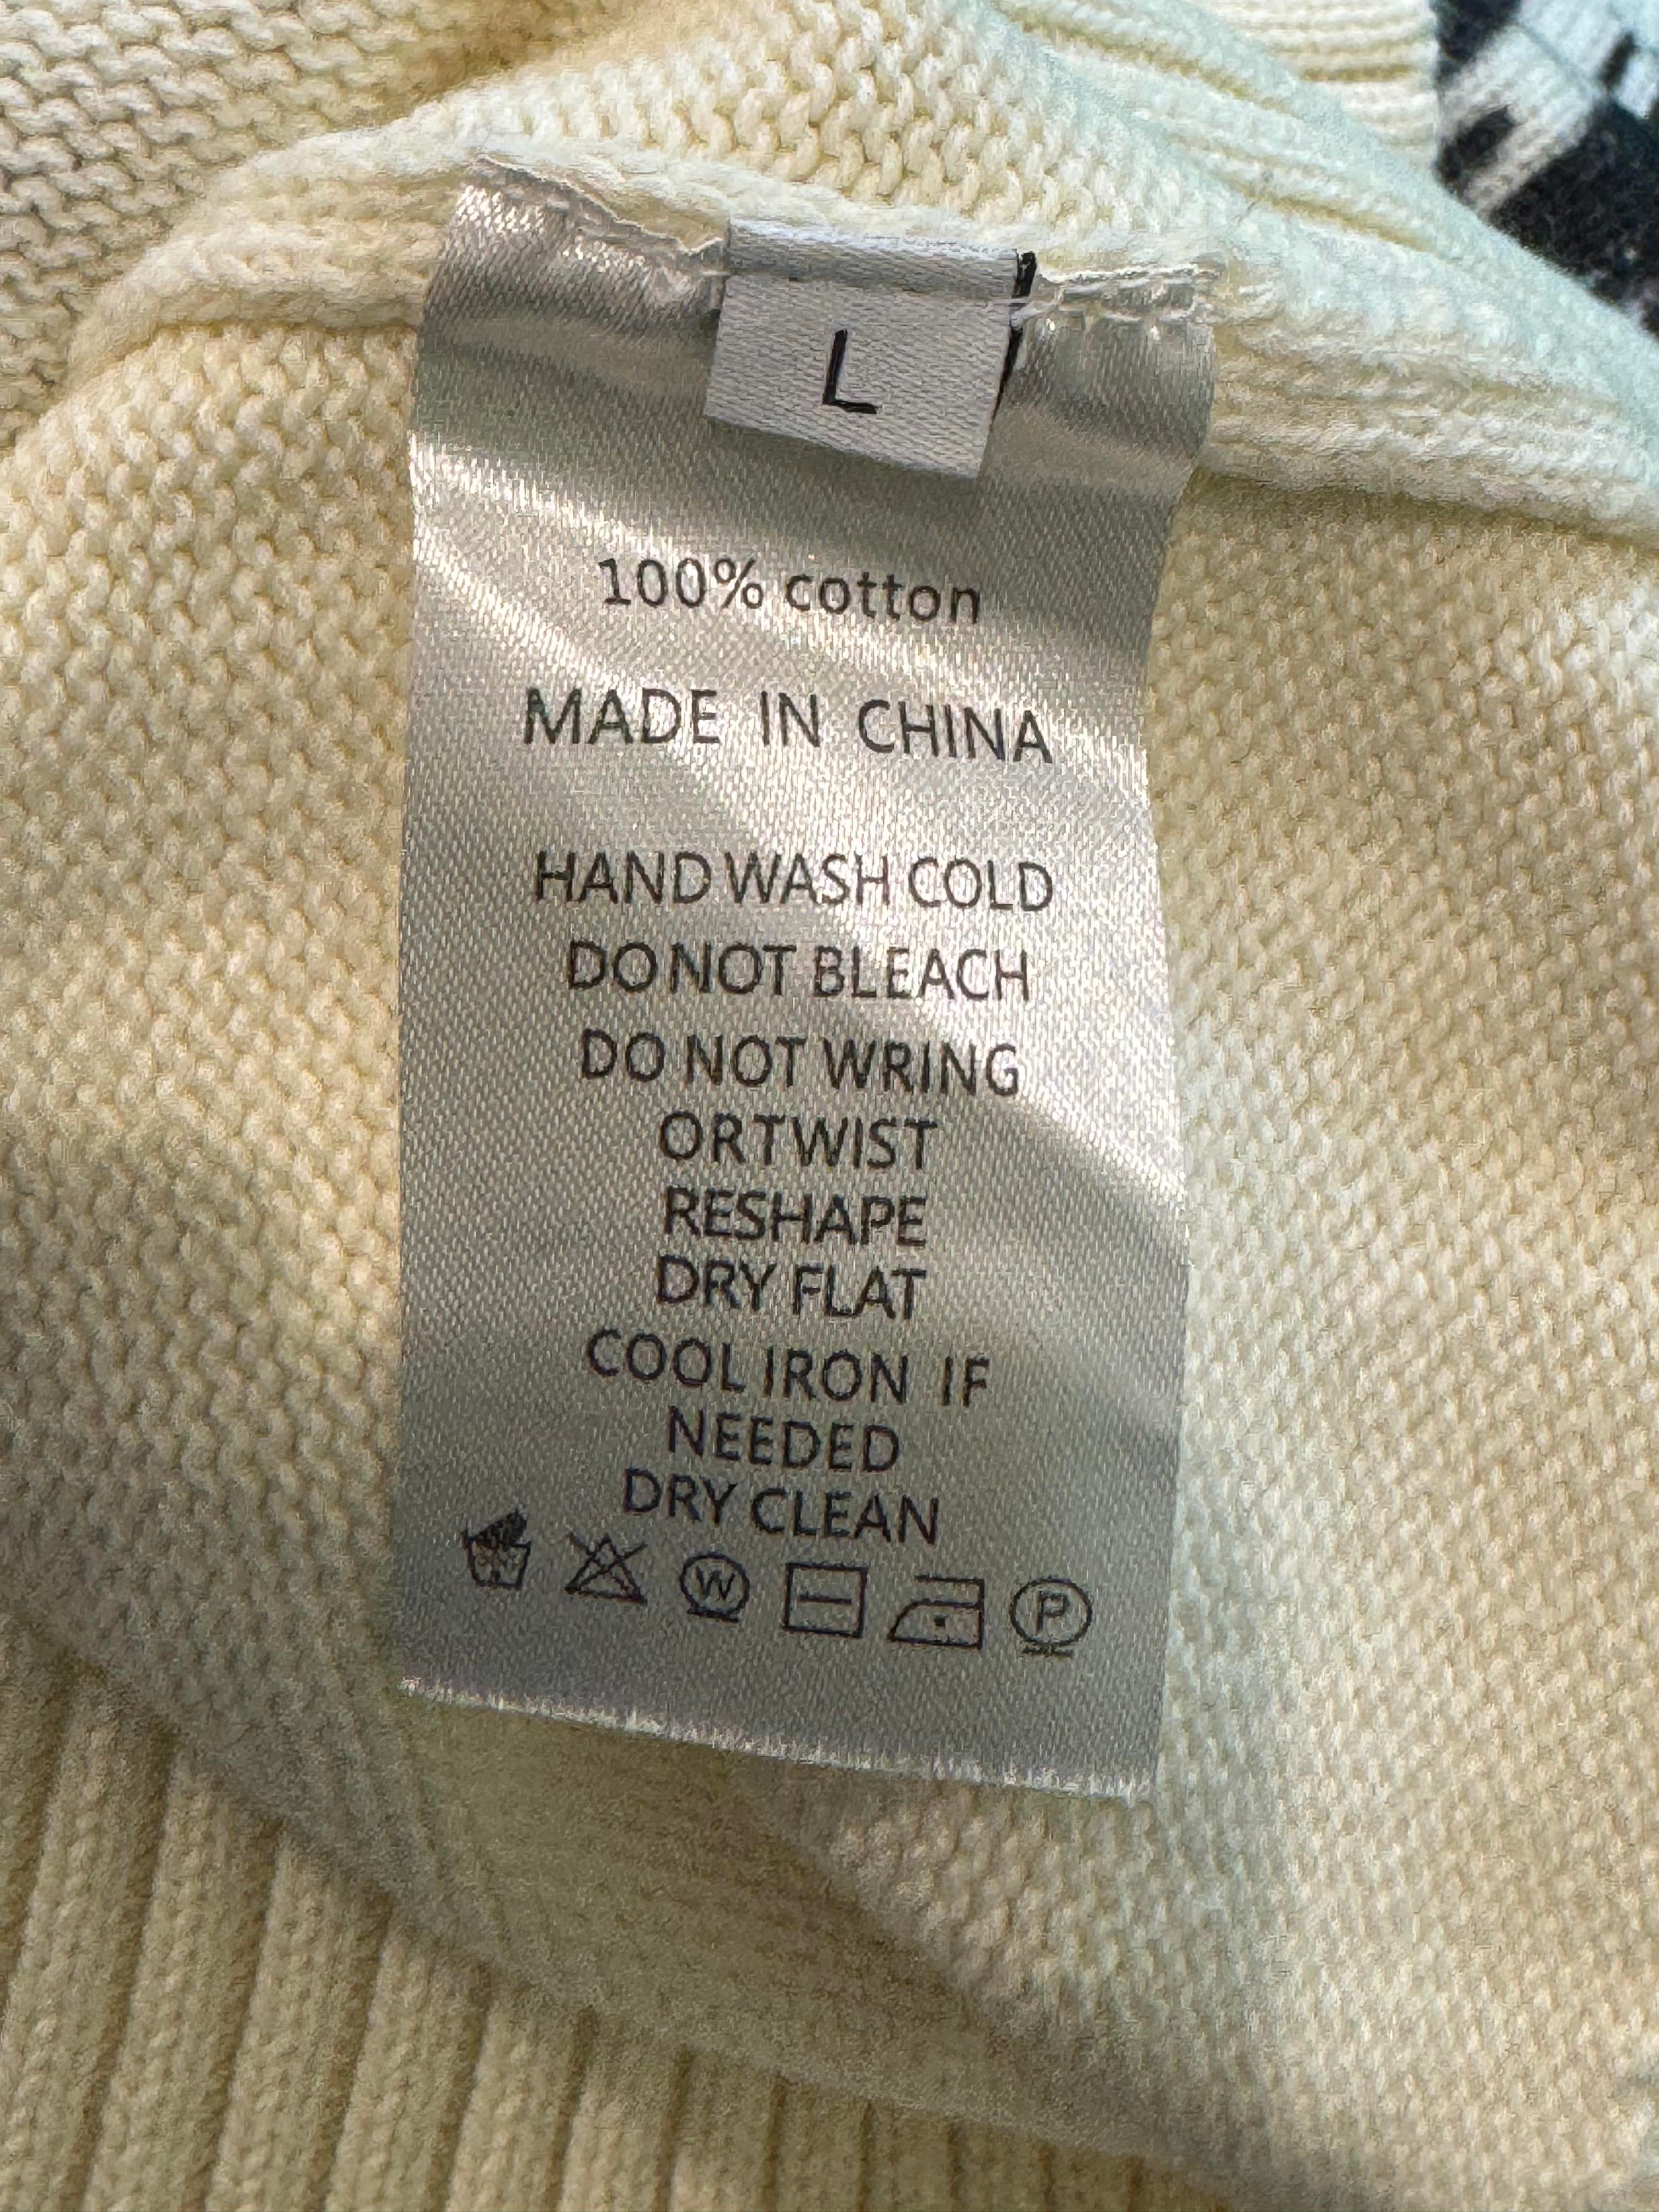 L
100% cotton
MADE IN CHINA
HAND WASH COLD
DO NOT BLEACH
DO NOT WRING
ORTWIST
RESHAPE
DRY FLAT
COOL IRON IF
NEEDED
DRY CLEAN
W P